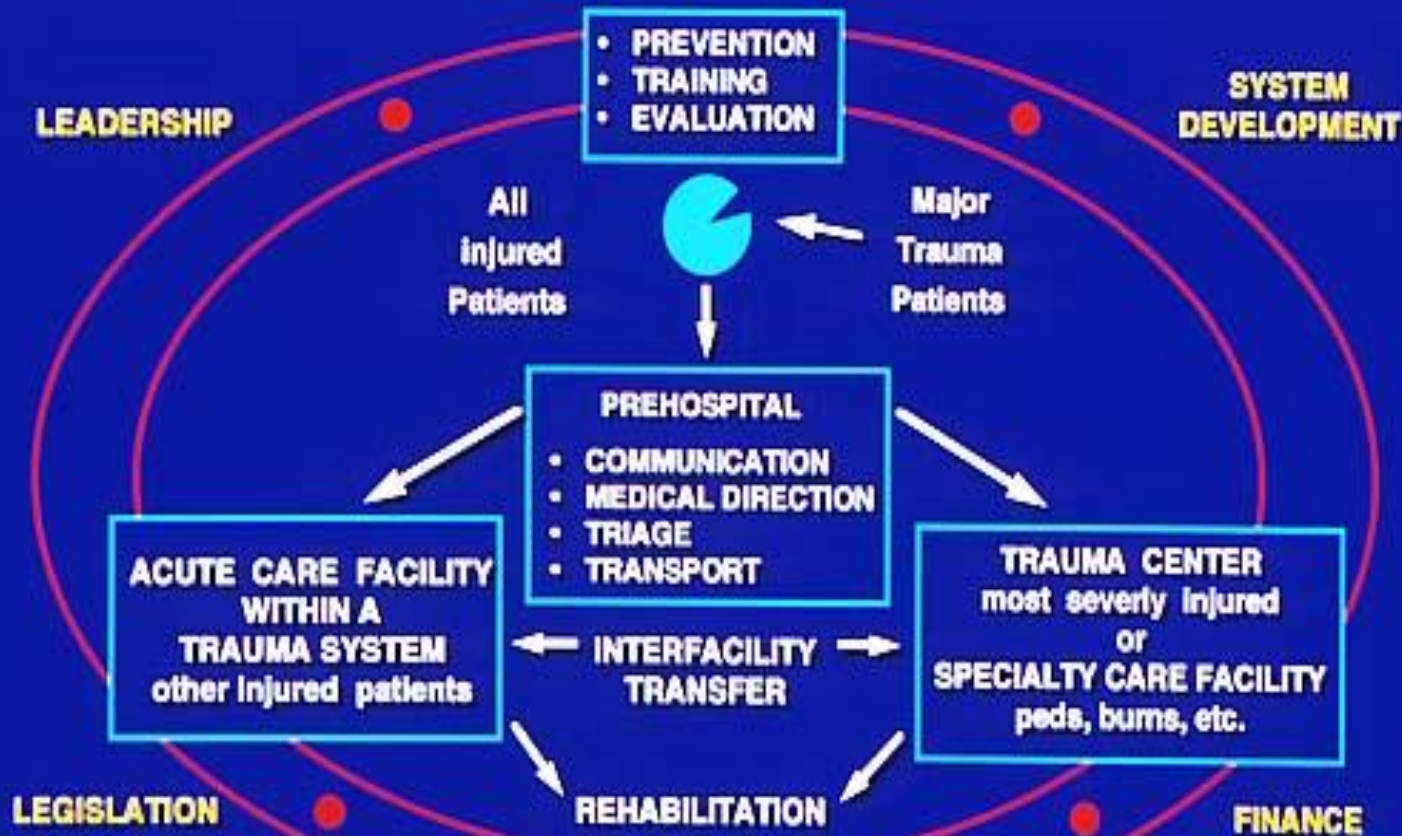 • PREVENTION
• TRAINING
• EVALUATION
LEADERSHIP
SYSTEM
DEVELOPMENT
All
Injured
Patients
Major
Trauma
Patients
PREHOSPITAL
• COMMUNICATION
• MEDICAL DIRECTION
• TRIAGE
• TRANSPORT
ACUTE CARE FACILITY
WITHIN A
TRAUMA SYSTEM
other injured patients
INTERFACILITY
TRANSFER
TRAUMA CENTER
most severly injured
or
SPECIALTY CARE FACILITY
peds, burns, etc.
LEGISLATION
REHABILITATION
FINANCE